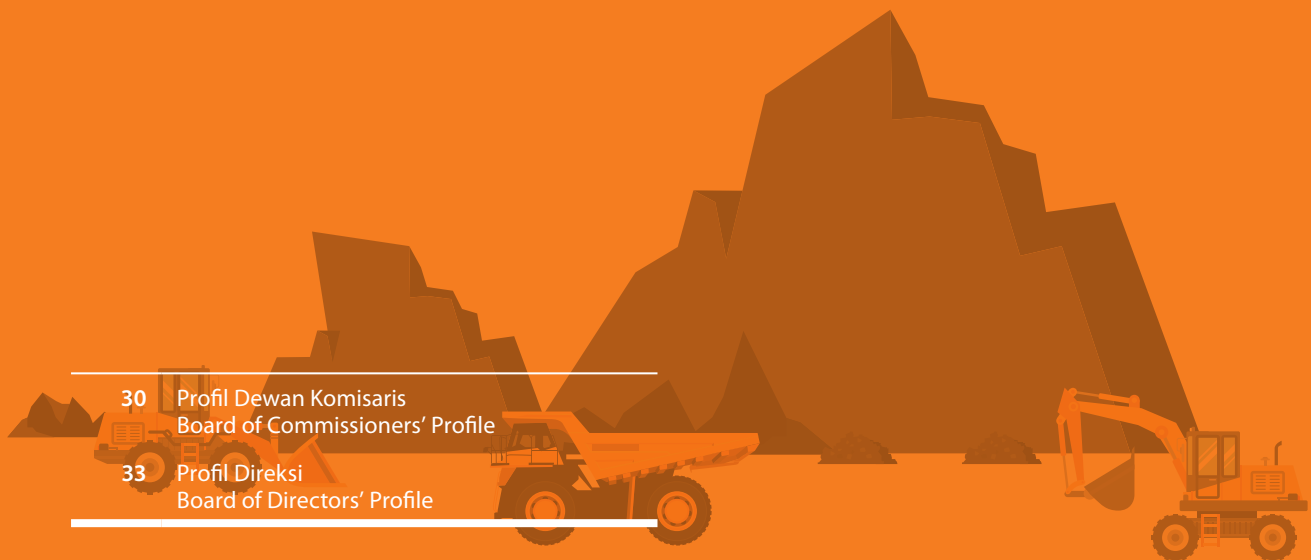 30 Profil Dewan Komisaris
Board of Commissioners’ Profile
33 Profil Direksi
Board of Directors’ Profile